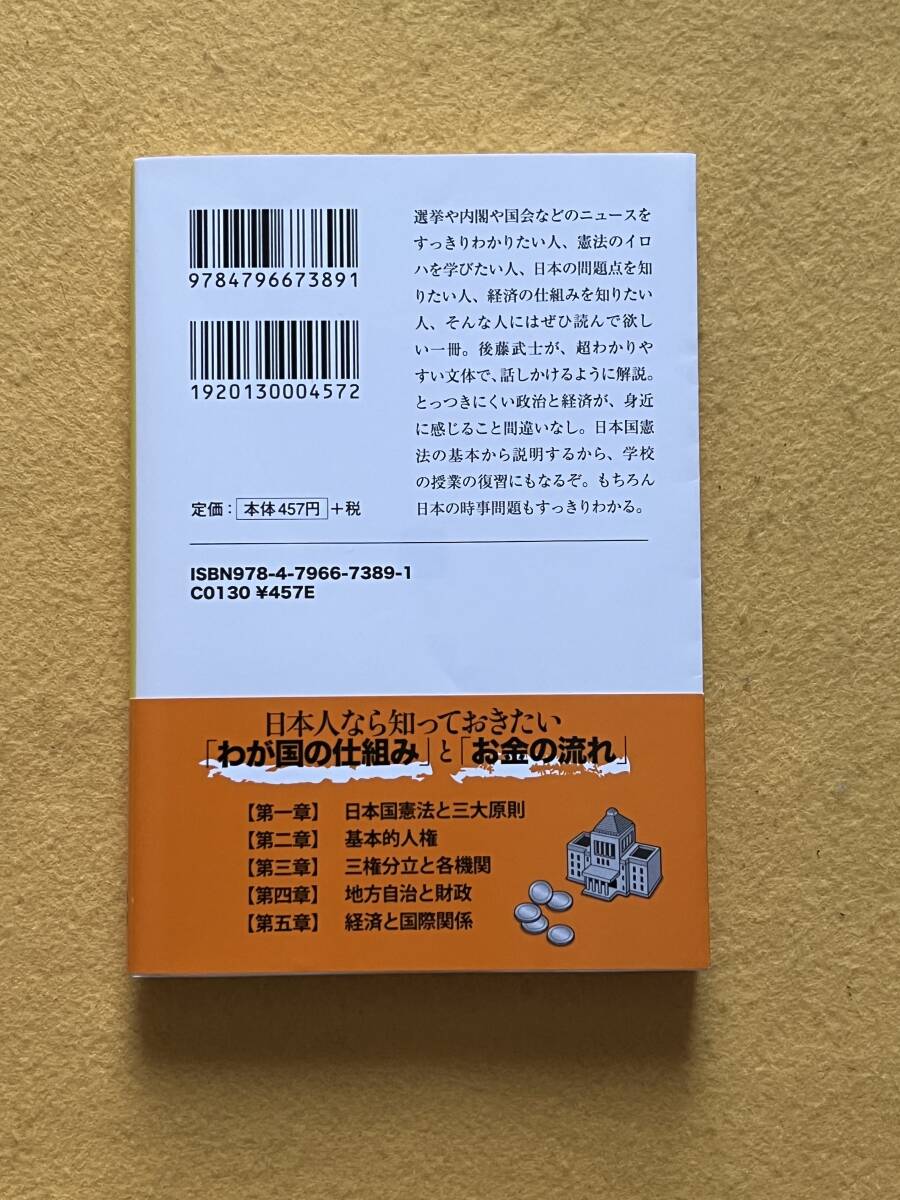 9784796673891
1920130004572
定価：本体457円+税
ISBN978-4-7966-7389-1
C0130 ¥457E
選挙や内閣や国会などのニュースを
すっきりわかりたい人、憲法のイロ
ハを学びたい人、日本の問題点を知
りたい人、経済の仕組みを知りたい
人、そんな人にはぜひ読んで欲し
い一冊。後藤武士が、超わかりや
すい文体で、話しかけるように解説。
とっつきにくい政治と経済が、身近
に感じること間違いなし。日本国憲
法の基本から説明するから、学校
の授業の復習にもなるぞ。もちろん
日本の時事問題もすっきりわかる。
日本人なら知っておきたい
「わが国の仕組み」と「お金の流れ」
【第一章】 日本国憲法と三大原則
【第二章】 基本的人権
【第三章】 三権分立と各機関
【第四章】 地方自治と財政
【第五章】 経済と国際関係